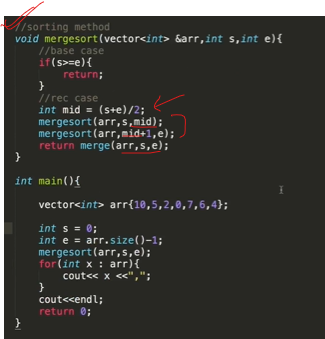 //sorting method
void mergesort(vector<int> &arr,int s,int e){
//base case
if(s>=e){
return;
}
//rec case
int mid = (s+e)/2;
mergesort(arr,s,mid);
mergesort(arr,mid+1,e);
return merge(arr,s,e);
}
int main(){
vector<int> arr{10,5,2,0,7,6,4};
int s = 0;
int e = arr.size()-1;
mergesort(arr,s,e);
for(int x : arr){
cout<< x <<",";
}
cout<<endl;
return 0;
}